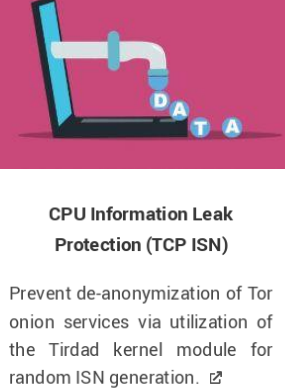 D
A
T
A
CPU Information Leak
Protection (TCP ISN)
Prevent de-anonymization of Tor
onion services via utilization of
the Tirdad kernel module for
random ISN generation.